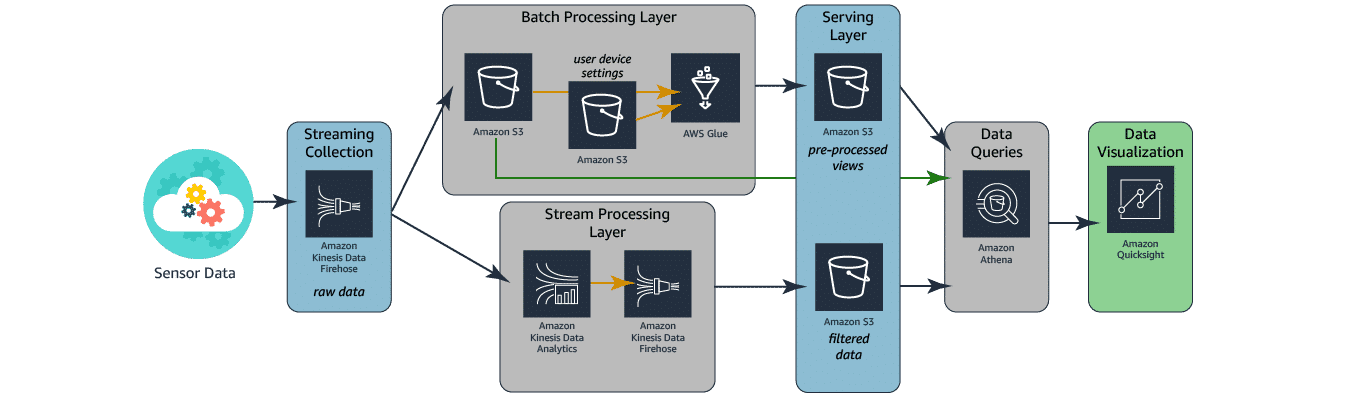 Sensor Data
Streaming
Collection
Amazon
Kinesis Data
Firehose
raw data
Batch Processing Layer
Amazon S3
user device
settings
Amazon S3
AWS Glue
Stream Processing
Layer
Amazon
Kinesis Data
Analytics
Amazon
Kinesis Data
Firehose
Serving
Layer
Amazon S3
pre-processed
views
Amazon S3
filtered
data
Data
Queries
Amazon
Athena
Data
Visualization
Amazon
Quicksight